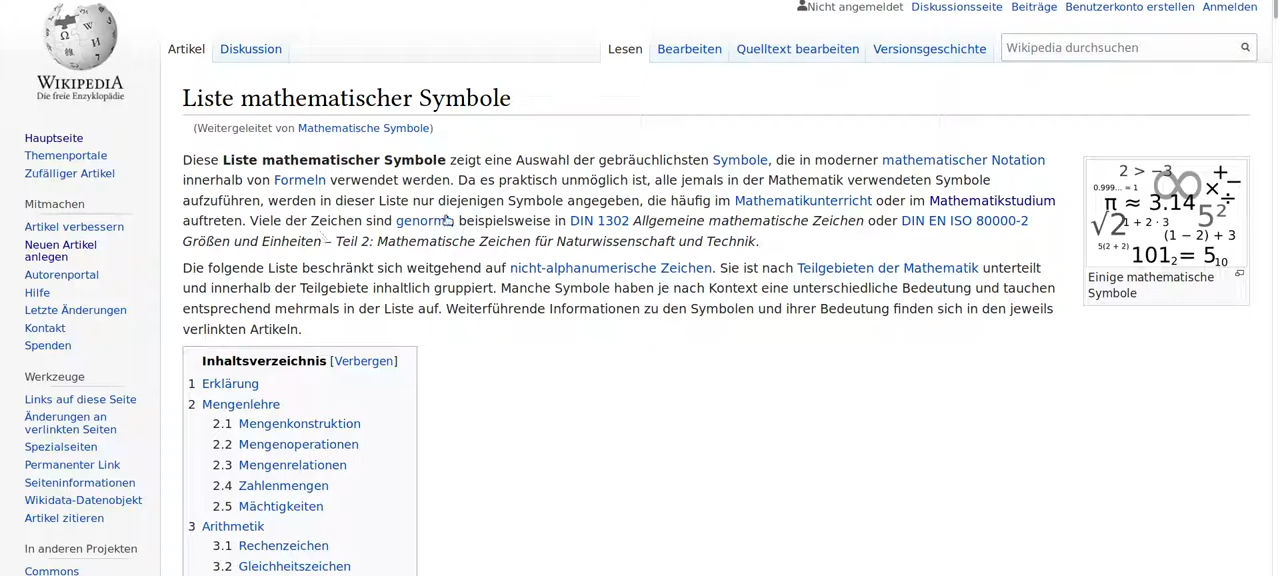 Nicht angemeldet Diskussionsseite Beiträge Benutzerkonto erstellen Anmelden
Artikel Diskussion Lesen Bearbeiten Quelltext bearbeiten Versionsgeschichte Wikipedia durchsuchen
WIKIPEDIA
Die freie Enzyklopädie
Hauptseite
Themenportale
Zufälliger Artikel
Mitmachen
Artikel verbessern
Neuen Artikel
anlegen
Autorenportal
Hilfe
Letzte Änderungen
Kontakt
Spenden
Werkzeuge
Links auf diese Seite
Änderungen an
verlinkten Seiten
Spezialseiten
Permanenter Link
Seiteninformationen
Wikidata-Datenobjekt
Artikel zitieren
In anderen Projekten
Commons
Liste mathematischer Symbole
(Weitergeleitet von Mathematische Symbole)
Diese Liste mathematischer Symbole zeigt eine Auswahl der gebräuchlichsten Symbole, die in moderner mathematischer Notation
innerhalb von Formeln verwendet werden. Da es praktisch unmöglich ist, alle jemals in der Mathematik verwendeten Symbole
aufzuführen, werden in dieser Liste nur diejenigen Symbole angegeben, die häufig im Mathematikunterricht oder im Mathematikstudium
auftreten. Viele der Zeichen sind genormt, beispielsweise in DIN 1302 Allgemeine mathematische Zeichen oder DIN EN ISO 80000-2
Größen und Einheiten – Teil 2: Mathematische Zeichen für Naturwissenschaft und Technik.
Die folgende Liste beschränkt sich weitgehend auf nicht-alphanumerische Zeichen. Sie ist nach Teilgebieten der Mathematik unterteilt
und innerhalb der Teilgebiete inhaltlich gruppiert. Manche Symbole haben je nach Kontext eine unterschiedliche Bedeutung und tauchen
entsprechend mehrmals in der Liste auf. Weiterführende Informationen zu den Symbolen und ihrer Bedeutung finden sich in den jeweils
verlinkten Artikeln.
Inhaltsverzeichnis [Verbergen]
1 Erklärung
2 Mengenlehre
2.1 Mengenkonstruktion
2.2 Mengenoperationen
2.3 Mengenrelationen
2.4 Zahlenmengen
2.5 Mächtigkeiten
3 Arithmetik
3.1 Rechenzeichen
3.2 Gleichheitszeichen
2 > −3
0.999... = 1 ∞ + − × ÷
π ≈ 3.14
√2 1 + 2 · 3 5²
5(2 + 2) (1 − 2) + 3
101₂ = 5₁₀
Einige mathematische
Symbole